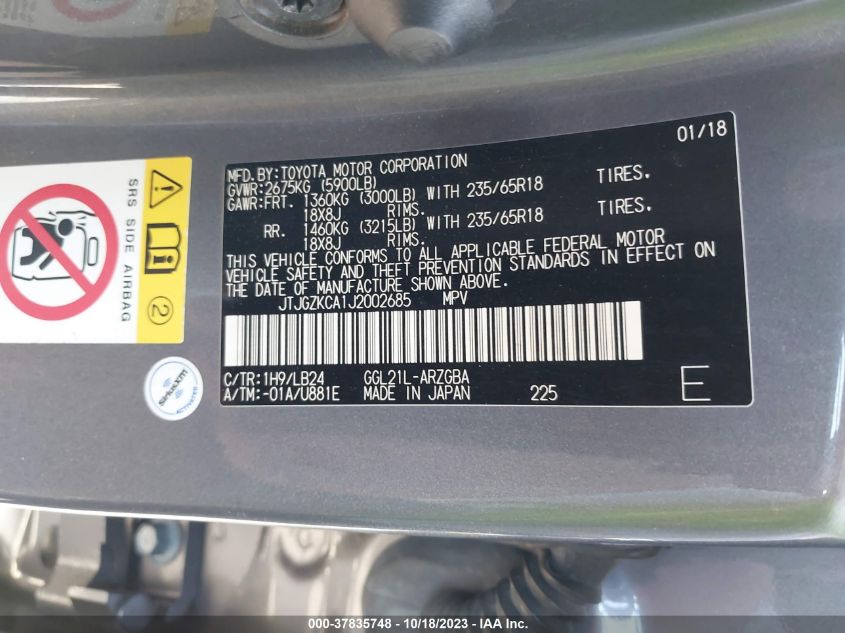 01/18
MFD.BY:TOYOTA MOTOR CORPORATION
GVWR:2675KG (5900LB)
GAWR:FRT. 1360KG (3000LB) WITH 235/65R18 TIRES.
18X8J RIMS.
RR. 1460KG (3215LB) WITH 235/65R18 TIRES.
18X8J RIMS.
THIS VEHICLE CONFORMS TO ALL APPLICABLE FEDERAL MOTOR
VEHICLE SAFETY AND THEFT PREVENTION STANDARDS IN EFFECT ON
THE DATE OF MANUFACTURE SHOWN ABOVE.
JTJGZKCA1J2002685 MPV
C/TR:1H9/LB24 GGL21L-ARZGBA
A/TM:-01A/U881E MADE IN JAPAN 225
E
SRS SIDE AIRBAG
2
siriusxm
ACTIVATED
000-37835748 - 10/18/2023 - IAA Inc.